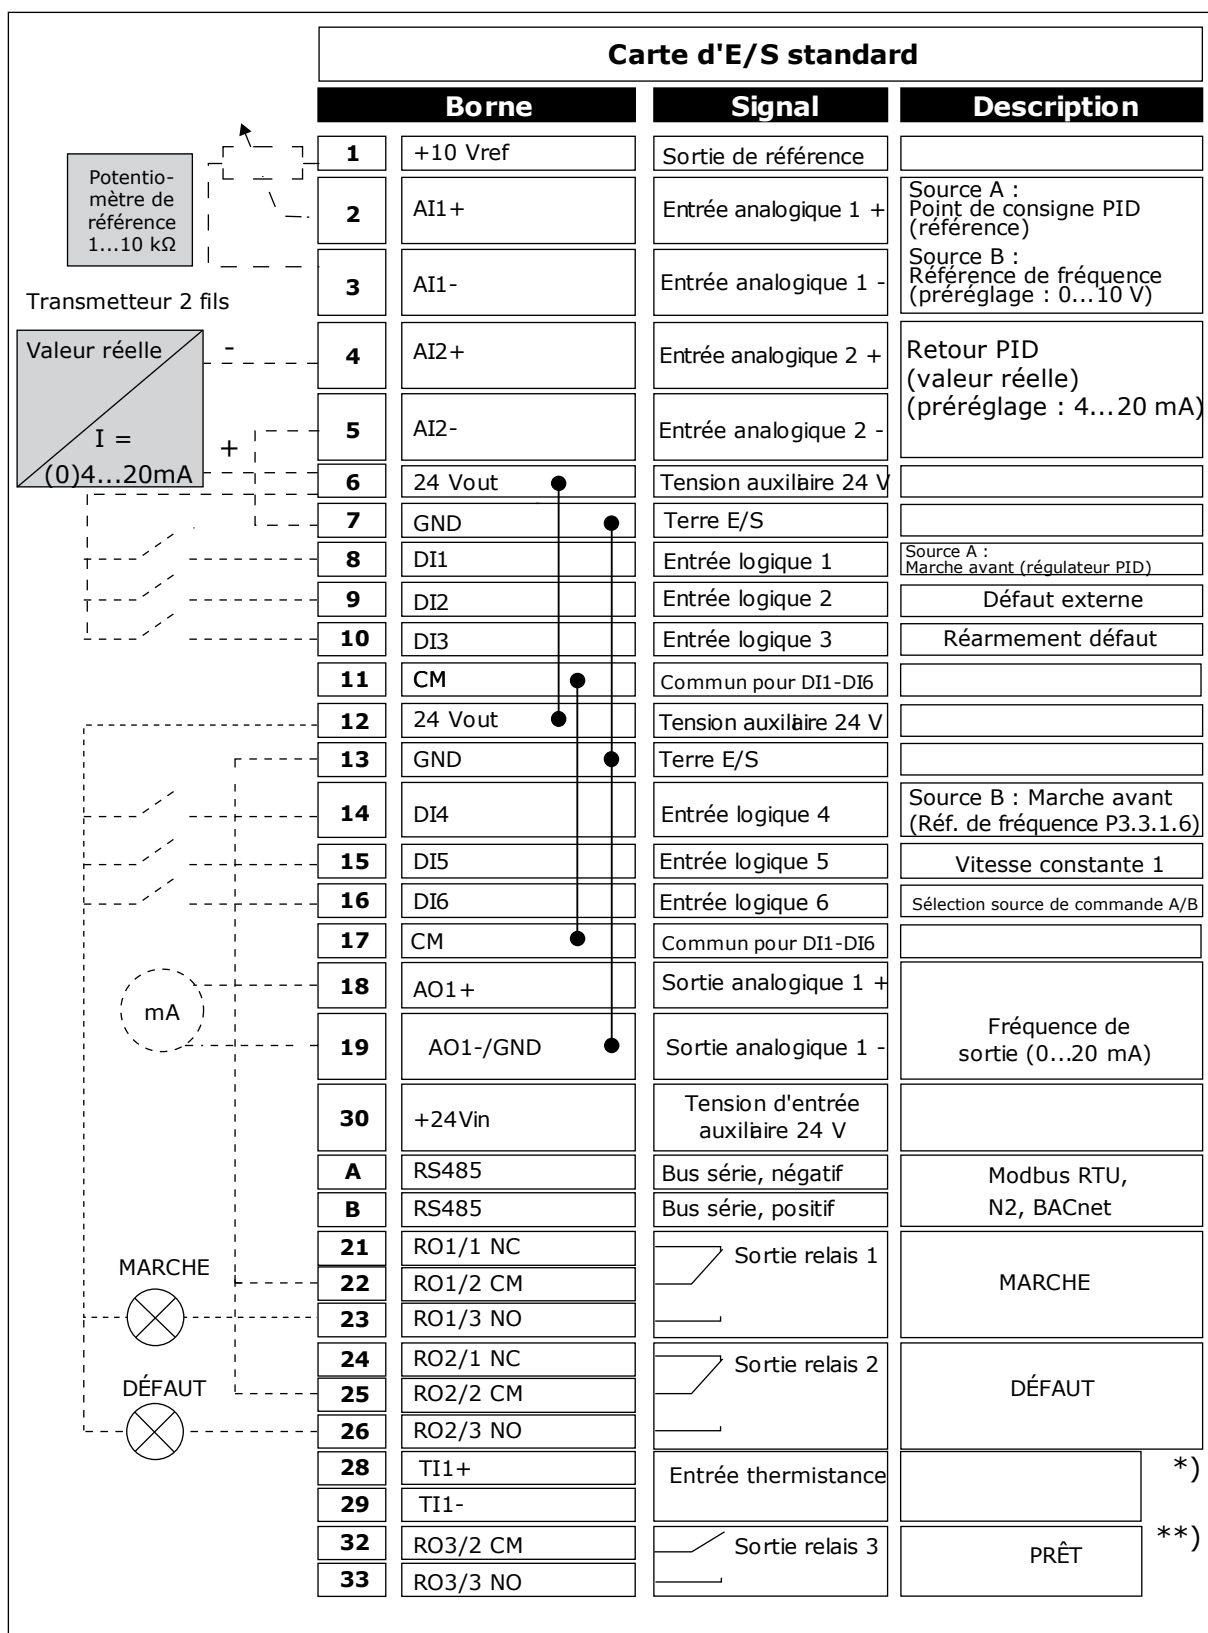 Carte d'E/S standard
Borne Signal Description
Potentio-
mètre de
référence
1...10 kΩ
1 +10 Vref Sortie de référence
2 AI1+ Entrée analogique 1 +
Source A :
Point de consigne PID
(référence)
3 AI1- Entrée analogique 1 -
Source B :
Référence de fréquence
(préréglage : 0...10 V)
Transmetteur 2 fils
Valeur réelle
-
I =
+
(0)4...20mA
4 AI2+ Entrée analogique 2 +
Retour PID
(valeur réelle)
(préréglage : 4...20 mA)
5 AI2- Entrée analogique 2 -
6 24 Vout Tension auxiliaire 24 V
7 GND Terre E/S
8 DI1 Entrée logique 1
Source A :
Marche avant (régulateur PID)
9 DI2 Entrée logique 2 Défaut externe
10 DI3 Entrée logique 3 Réarmement défaut
11 CM Commun pour DI1-DI6
12 24 Vout Tension auxiliaire 24 V
13 GND Terre E/S
14 DI4 Entrée logique 4
Source B : Marche avant
(Réf. de fréquence P3.3.1.6)
15 DI5 Entrée logique 5 Vitesse constante 1
16 DI6 Entrée logique 6 Sélection source de commande A/B
17 CM Commun pour DI1-DI6
mA
18 AO1+ Sortie analogique 1 +
19 AO1-/GND Sortie analogique 1 -
Fréquence de
sortie (0...20 mA)
30 +24Vin
Tension d'entrée
auxiliaire 24 V
A RS485 Bus série, négatif
B RS485 Bus série, positif
Modbus RTU,
N2, BACnet
MARCHE
21 RO1/1 NC Sortie relais 1
22 RO1/2 CM MARCHE
23 RO1/3 NO
DÉFAUT
24 RO2/1 NC Sortie relais 2
25 RO2/2 CM DÉFAUT
26 RO2/3 NO
28 TI1+ Entrée thermistance *)
29 TI1-
32 RO3/2 CM Sortie relais 3 PRÊT **)
33 RO3/3 NO